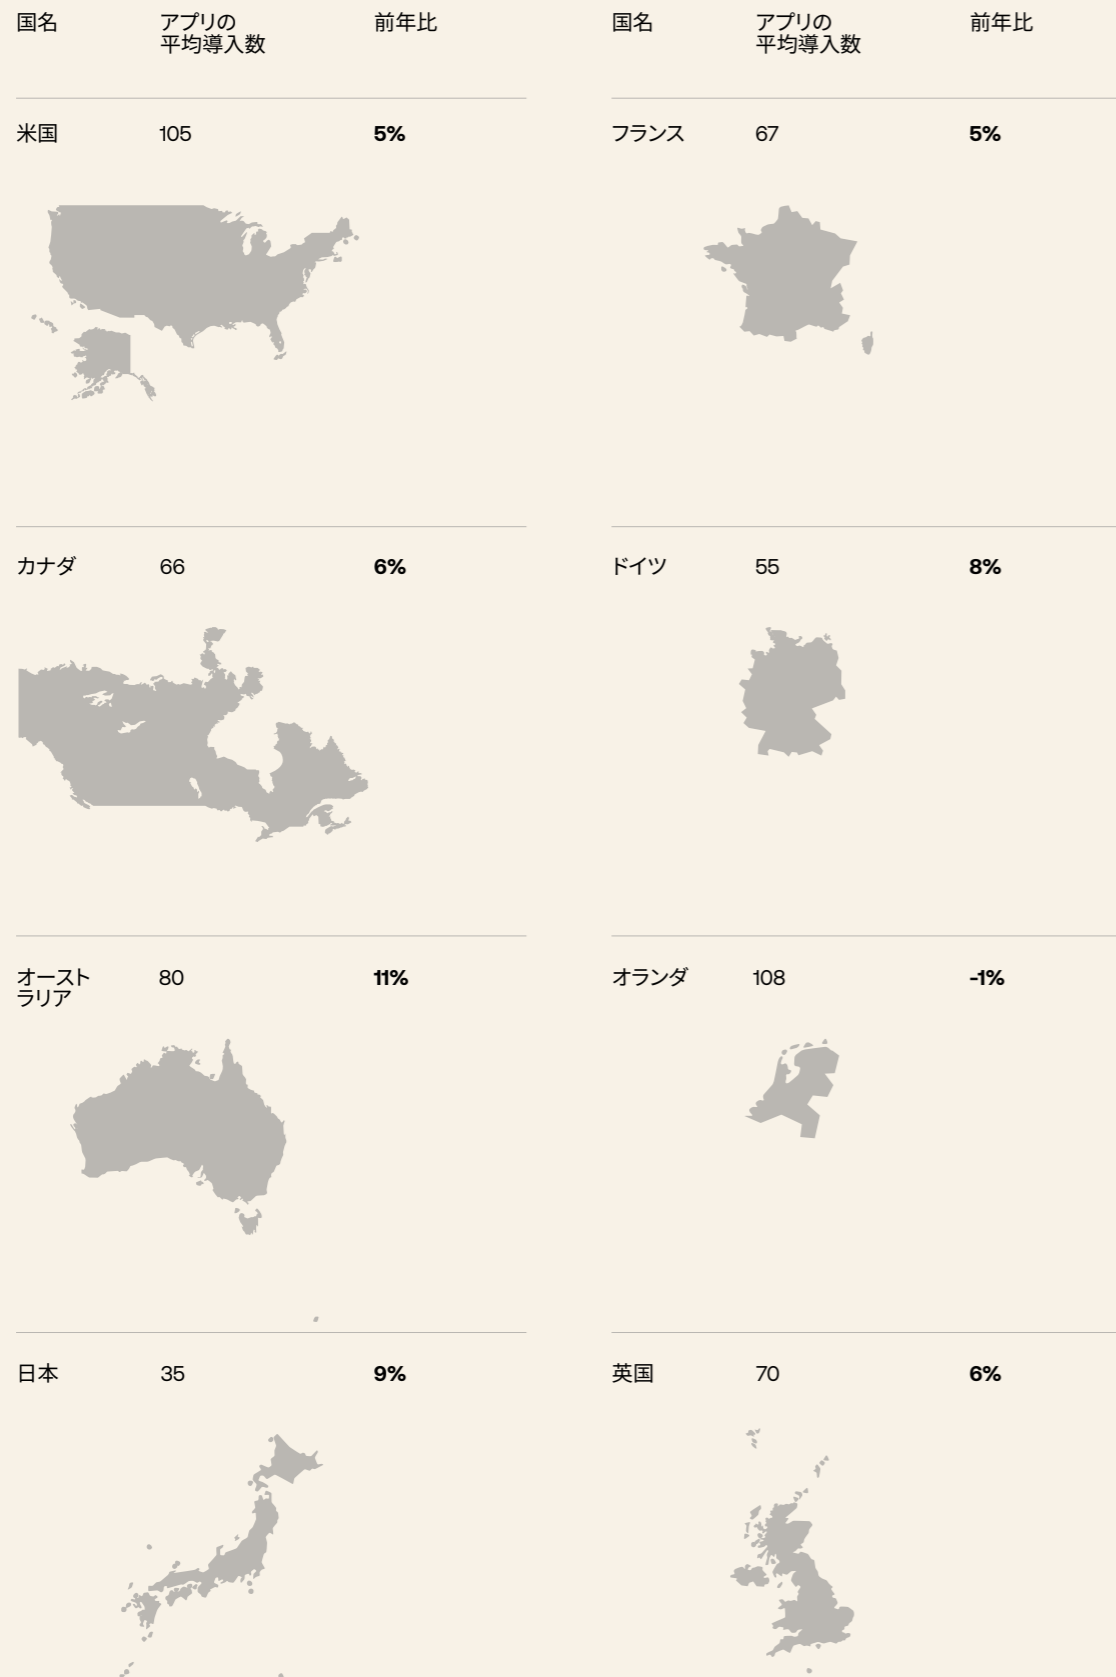 国名 アプリの 前年比 国名 アプリの 前年比
平均導入数 平均導入数
米国 105 5% フランス 67 5%
カナダ 66 6% ドイツ 55 8%
オースト 80 11% オランダ 108 -1%
ラリア
日本 35 9% 英国 70 6%